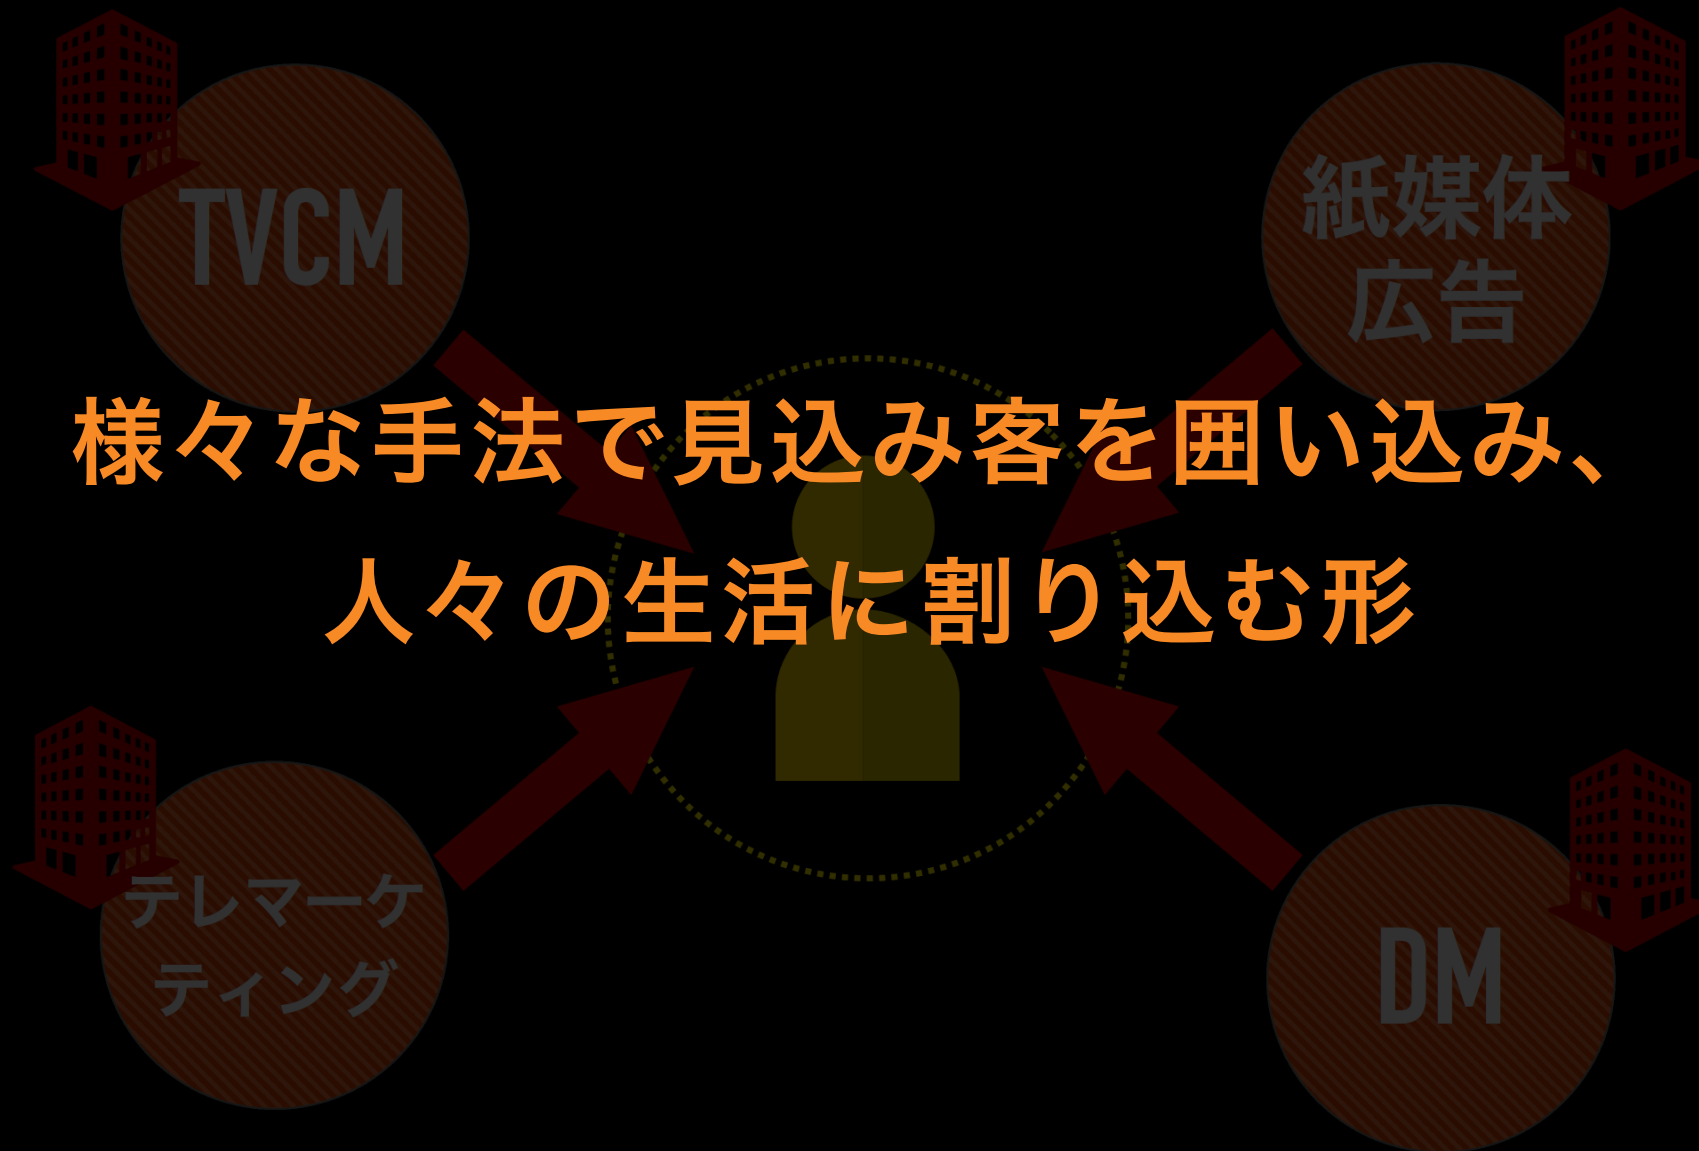 TVCM
紙媒体
広告
様々な手法で見込み客を囲い込み、
人々の生活に割り込む形
テレマーケ
ティング
DM